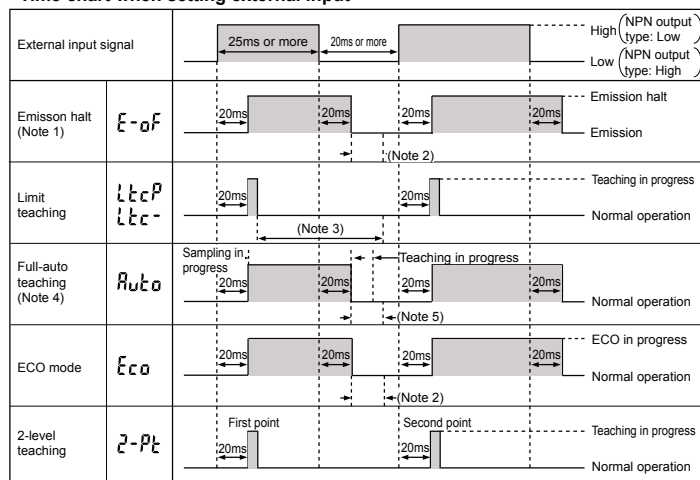 Time chart when setting external input
External input signal
25ms or more
20ms or more
High (NPN output type: Low)
Low (NPN output type: High)
Emisson halt
(Note 1)
E-oF
20ms
20ms
20ms
20ms
Emission halt
Emission
(Note 2)
Limit
teaching
LtcP
Ltc-
20ms
20ms
Teaching in progress
Normal operation
(Note 3)
Full-auto
teaching
(Note 4)
Auto
Sampling in
progress
Teaching in progress
20ms
20ms
20ms
20ms
Normal operation
(Note 5)
ECO mode
Eco
20ms
20ms
20ms
20ms
ECO in progress
Normal operation
(Note 2)
2-level
teaching
2-Pt
First point
Second point
20ms
20ms
Teaching in progress
Normal operation